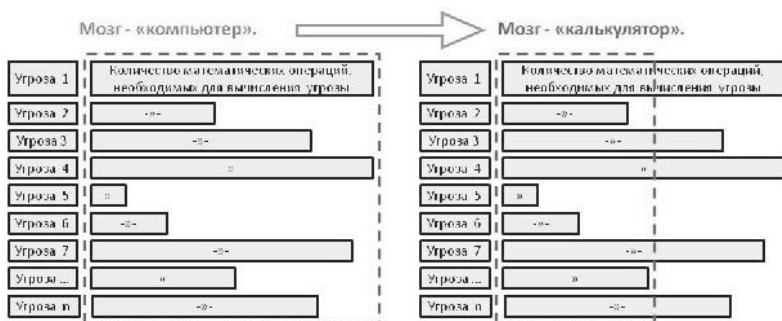 Мозг - «компьютер».
Мозг - «калькулятор».
Угроза 1
Количество математических операций,
необходимых для вычисления угрозы
Угроза 2
-»-
Угроза 3
-»-
Угроза 4
»
Угроза 5
»
Угроза 6
-»-
Угроза 7
-»-
Угроза ...
»
Угроза n
-»-
Угроза 1
Количество математических операций,
необходимых для вычисления угрозы
Угроза 2
-»-
Угроза 3
-»-
Угроза 4
»
Угроза 5
»
Угроза 6
-»-
Угроза 7
-»-
Угроза ...
»
Угроза n
-»-